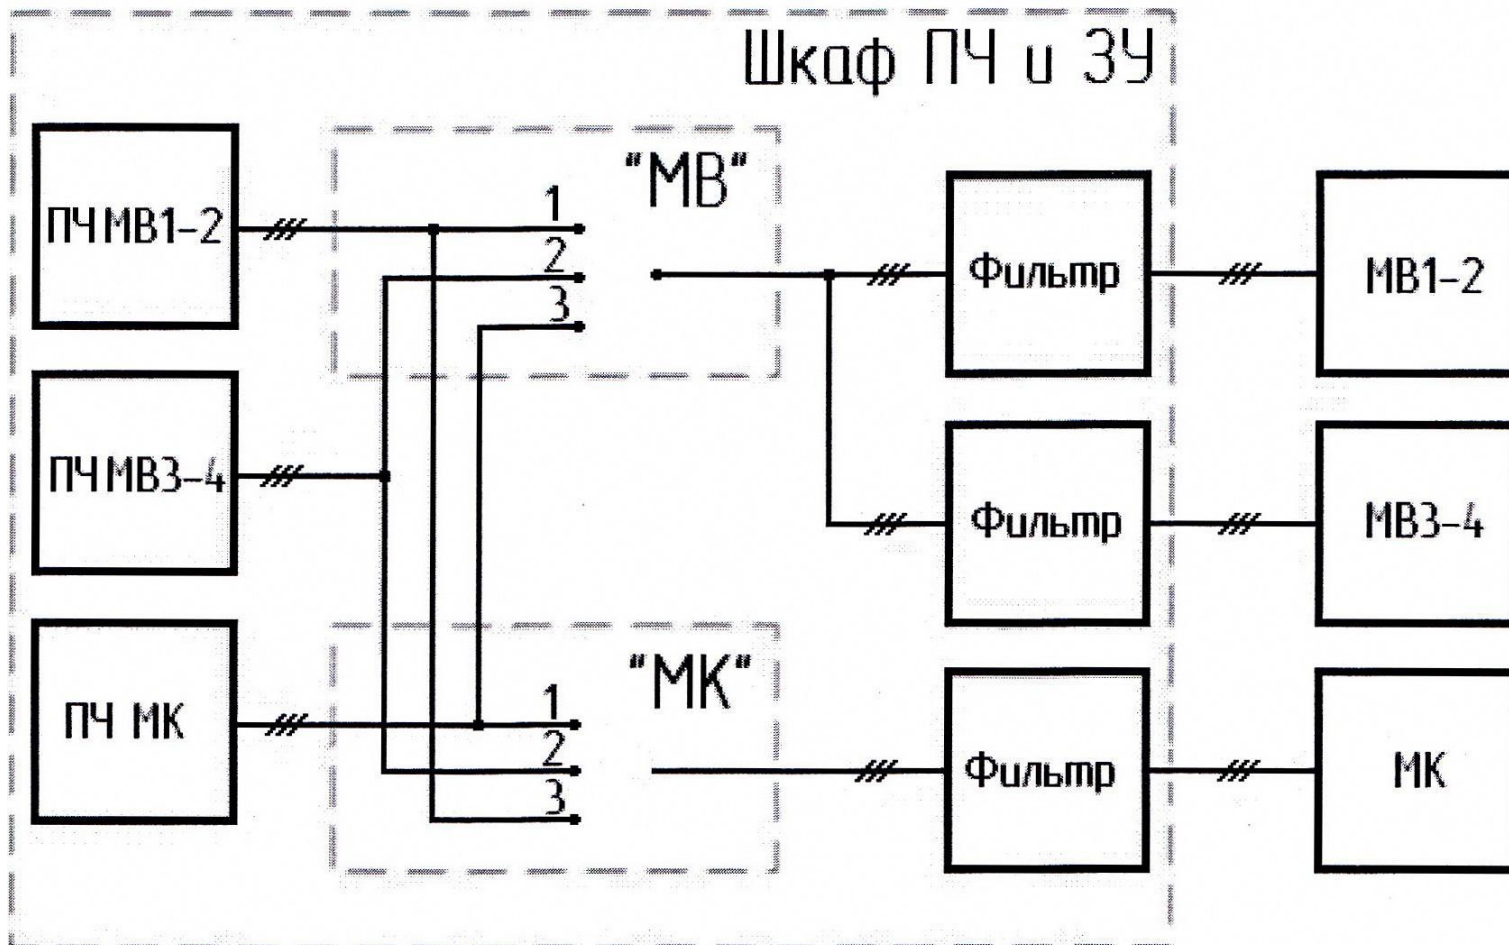 Шкаф ПЧ и ЗУ
ПЧ МВ1-2
"МВ"
1
2
3
Фильтр
МВ1-2
ПЧ МВ3-4
Фильтр
МВ3-4
ПЧ МК
"МК"
1
2
3
Фильтр
МК